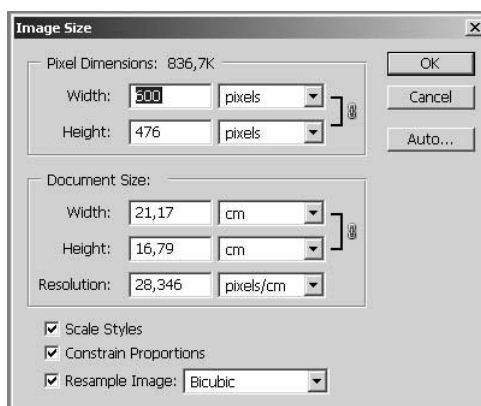 Image Size
Pixel Dimensions: 836,7K
OK
Width: 600 pixels
Cancel
Height: 476 pixels
Auto...
Document Size:
Width: 21,17 cm
Height: 16,79 cm
Resolution: 28,346 pixels/cm
Scale Styles
Constrain Proportions
Resample Image: Bicubic